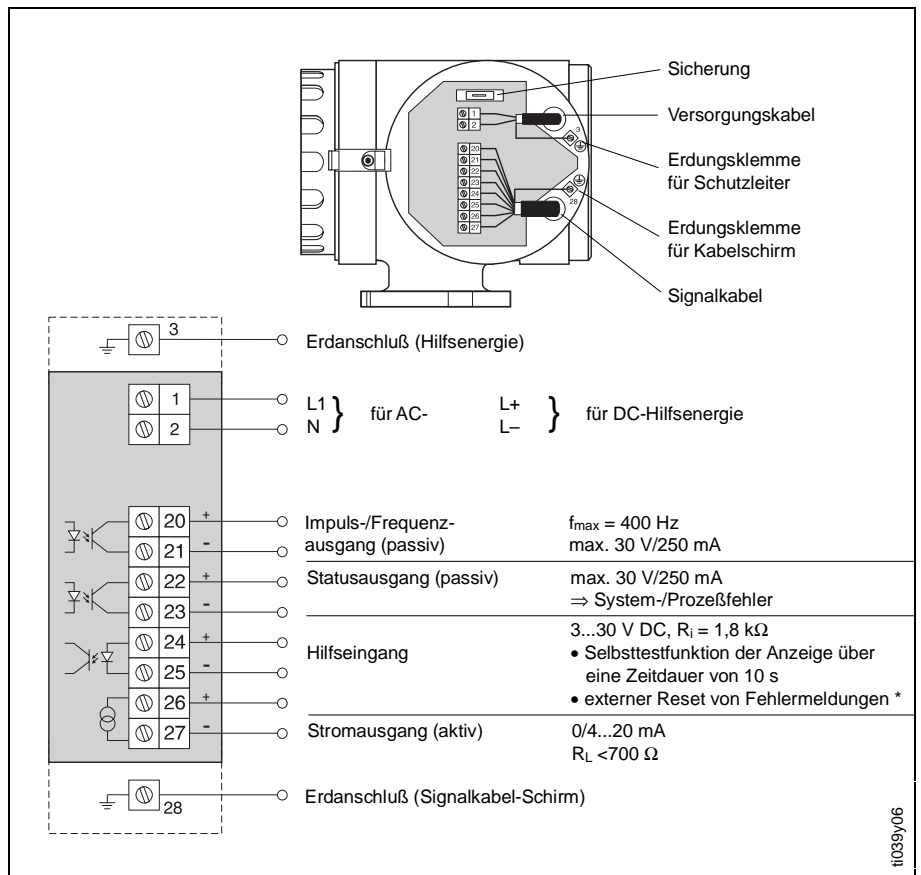 Sicherung
Versorgungskabel
Erdungsklemme
für Schutzleiter
Erdungsklemme
für Kabelschirm
Signalkabel
1
2
3
20
21
22
23
24
25
26
27
28
3
Erdanschluß (Hilfsenergie)
1
2
L1
N
} für AC-
L+
L–
} für DC-Hilfsenergie
20 +
21 -
Impuls-/Frequenz-
ausgang (passiv)
fmax = 400 Hz
max. 30 V/250 mA
22 +
23 -
Statusausgang (passiv)
max. 30 V/250 mA
⇒ System-/Prozeßfehler
24 +
25 -
Hilfseingang
3...30 V DC, Ri = 1,8 kΩ
• Selbsttestfunktion der Anzeige über
eine Zeitdauer von 10 s
• externer Reset von Fehlermeldungen *
26 +
27 -
Stromausgang (aktiv)
0/4...20 mA
RL <700 Ω
28
Erdanschluß (Signalkabel-Schirm)
ti039y06